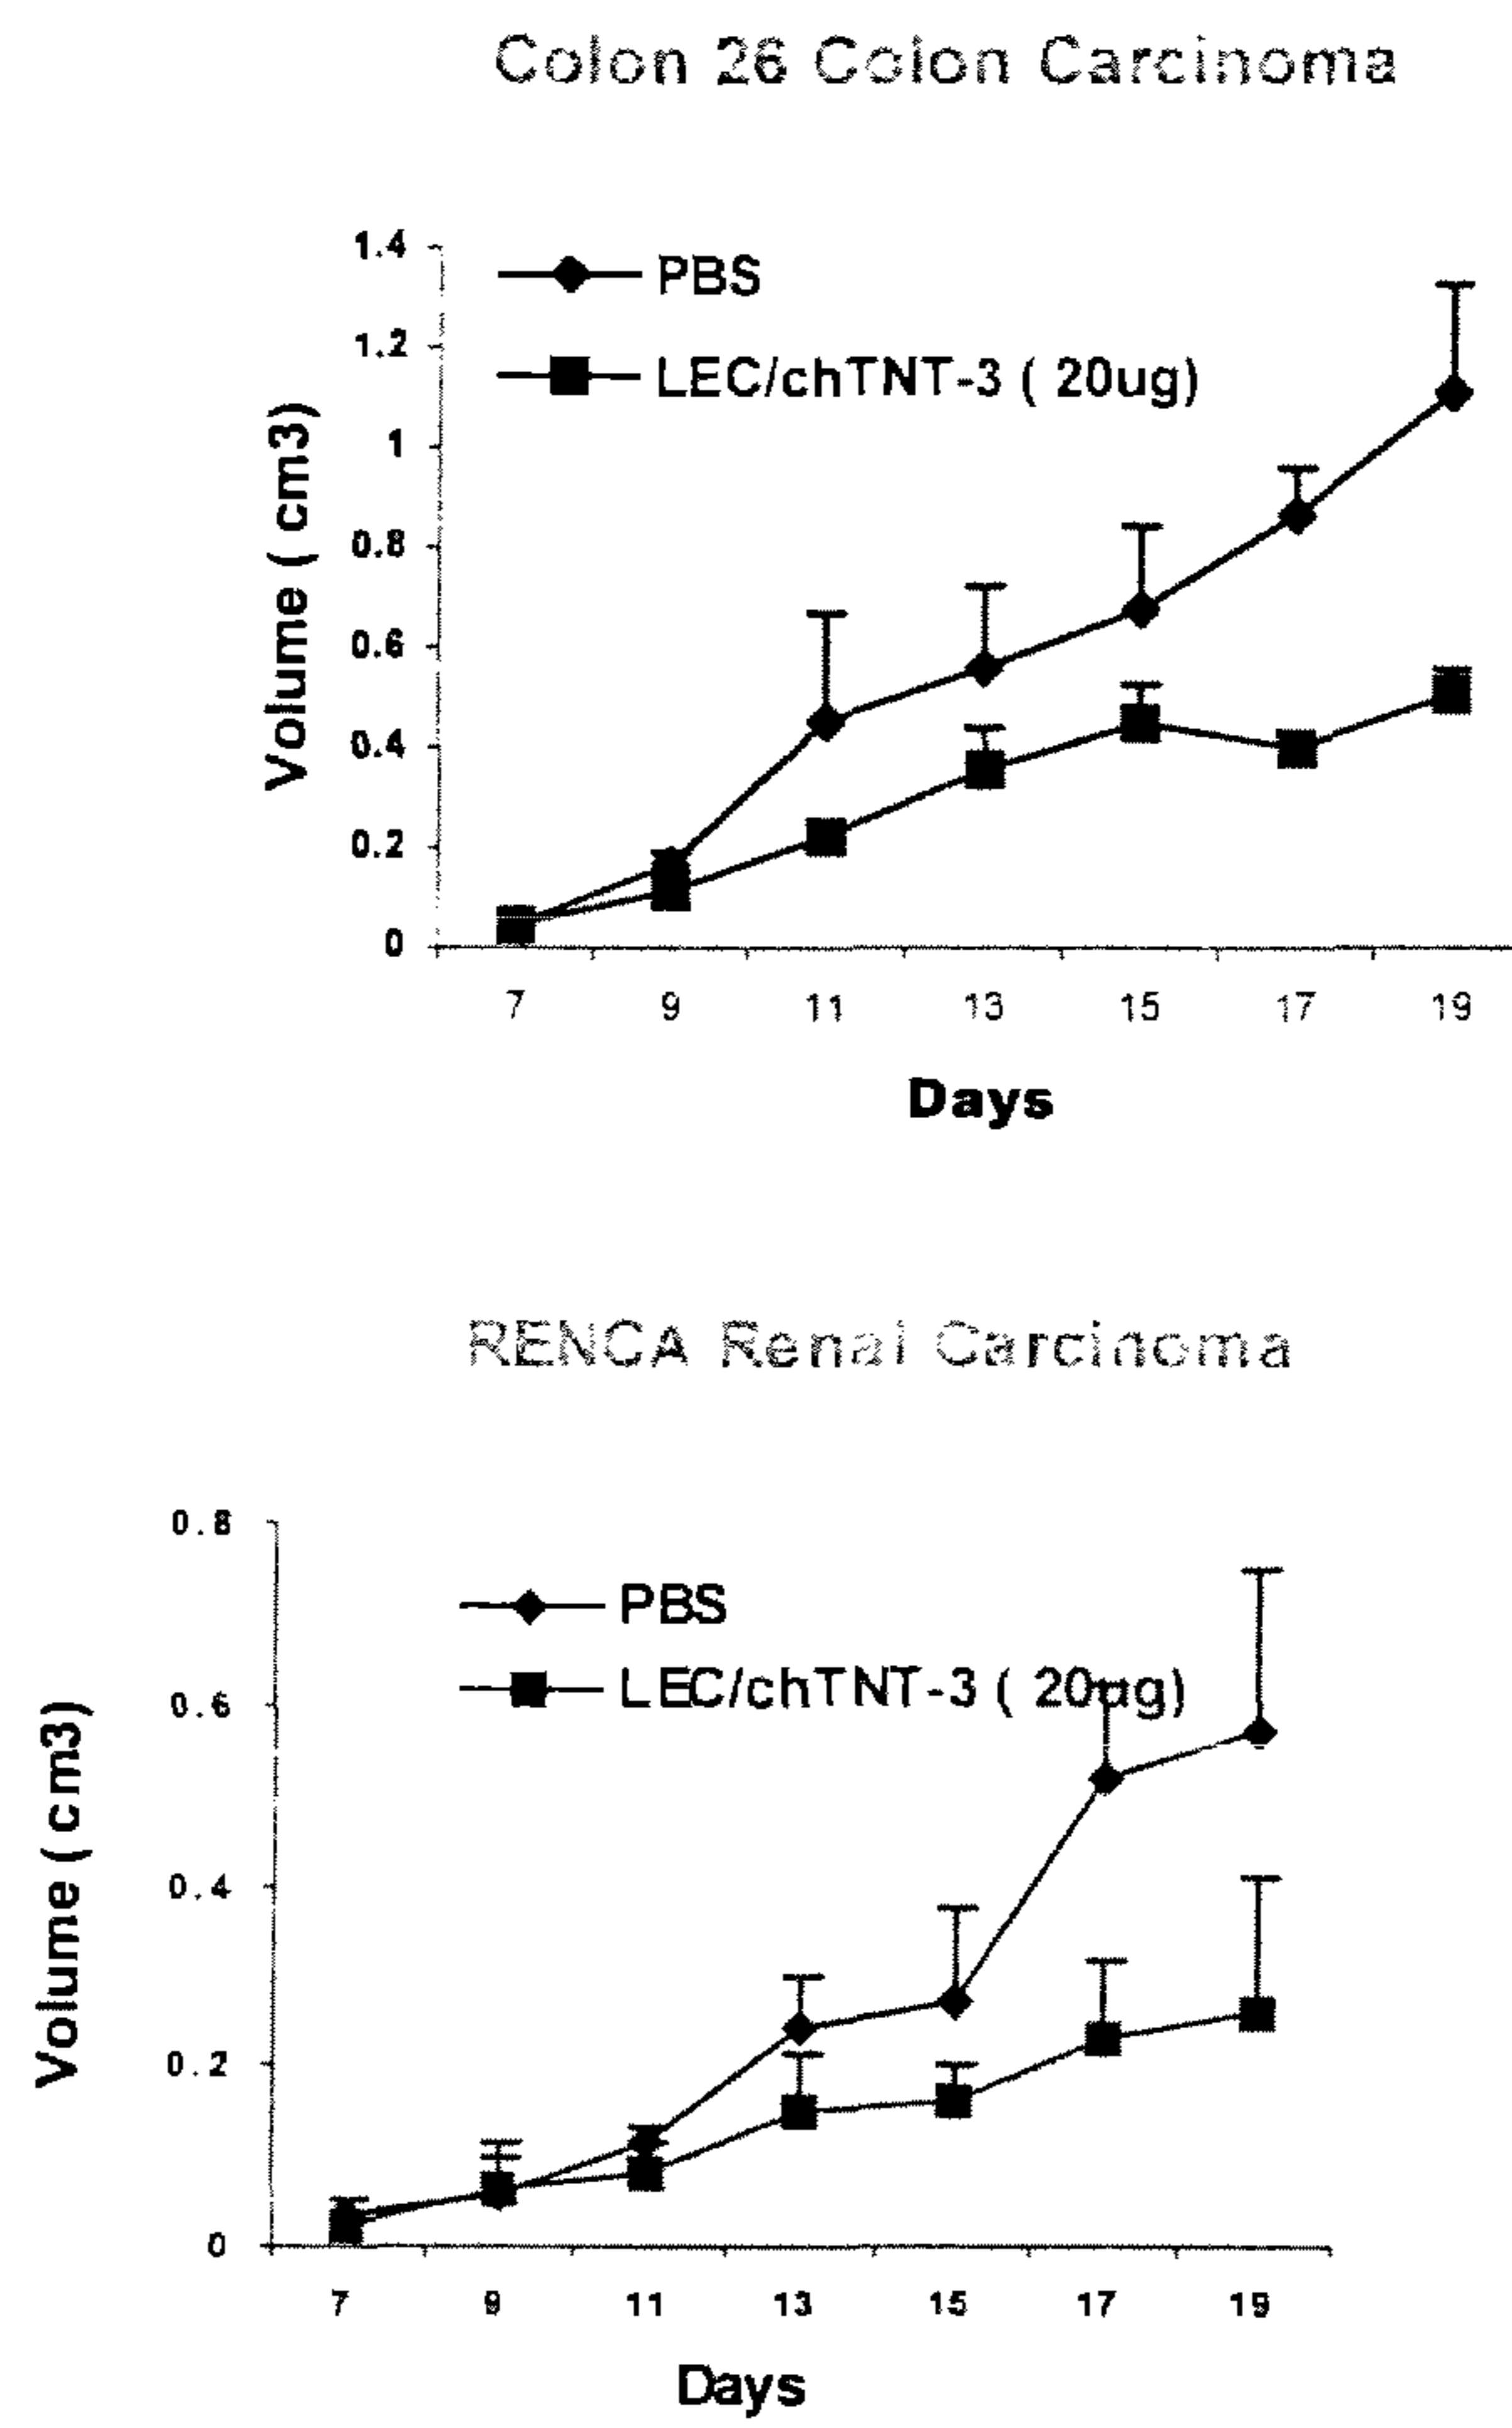 Colon 26 Colon Carcinoma
1.4
PBS
1.2
LEC/chTNT-3 ( 20ug)
1
0.8
0.6
0.4
0.2
0
Volume ( cm3)
7 9 11 13 15 17 19
Days
RENCA Renal Carcinoma
0.8
PBS
LEC/chTNT-3 ( 20ug)
0.6
0.4
0.2
0
Volume ( cm3)
7 9 11 13 15 17 19
Days